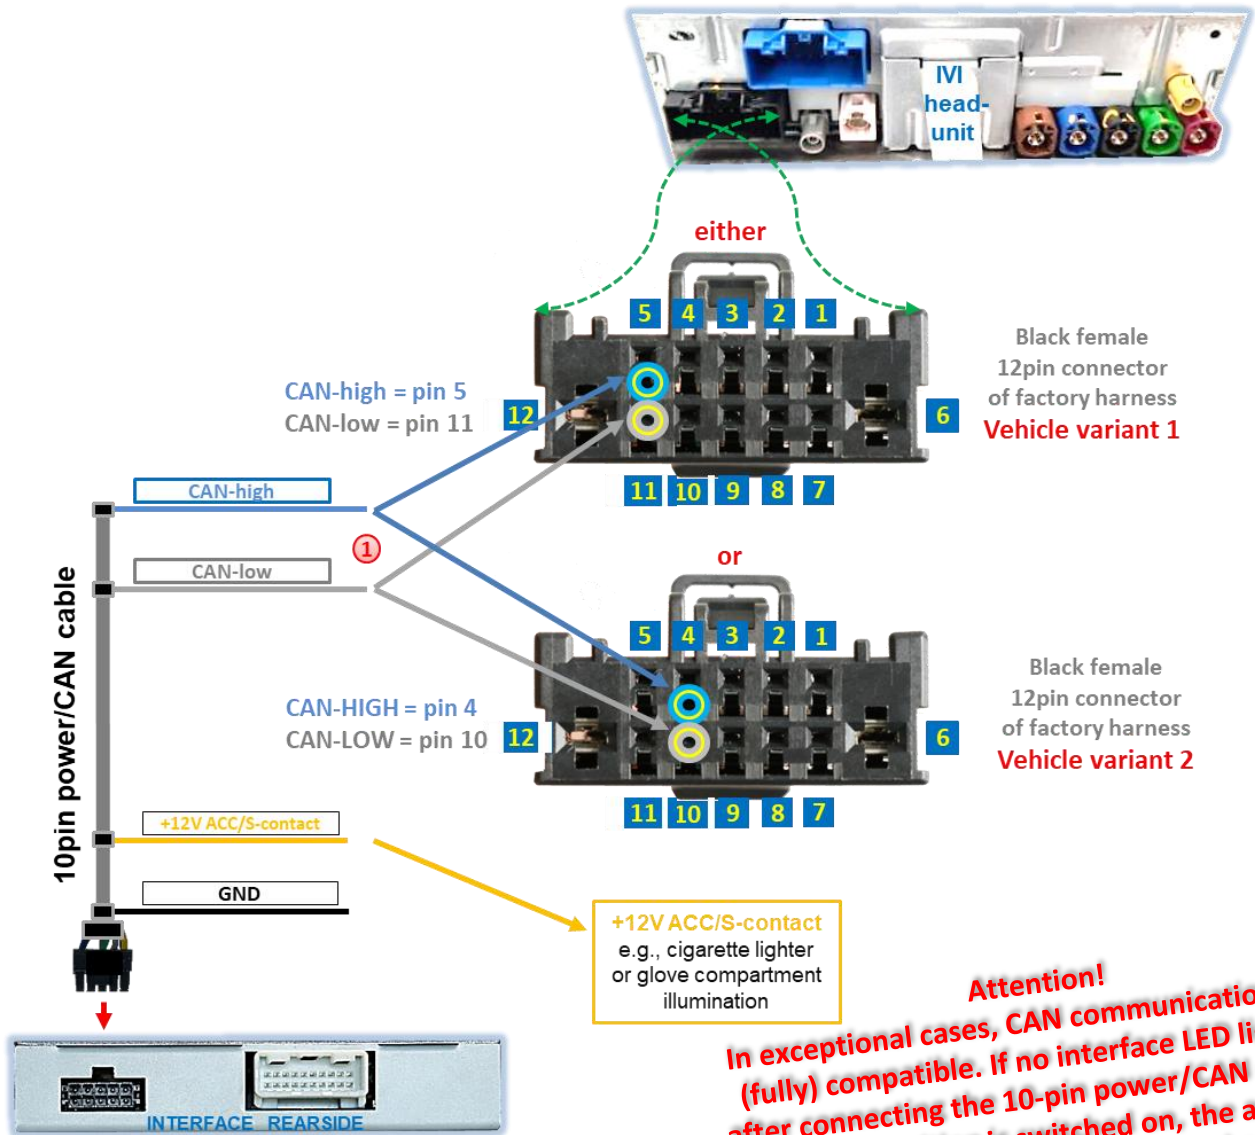 IVI
head-
unit
either
5 4 3 2 1
Black female
12pin connector
of factory harness
Vehicle variant 1
CAN-high = pin 5
CAN-low = pin 11
12
6
11 10 9 8 7
CAN-high
1
CAN-low
or
5 4 3 2 1
Black female
12pin connector
of factory harness
Vehicle variant 2
CAN-HIGH = pin 4
CAN-LOW = pin 10
12
6
11 10 9 8 7
10pin power/CAN cable
+12V ACC/S-contact
GND
+12V ACC/S-contact
e.g., cigarette lighter
or glove compartment
illumination
Attention!
In exceptional cases, CAN communicatio
(fully) compatible. If no interface LED li
after connecting the 10-pin power/CAN
is switched on, the a
INTERFACE REARSIDE